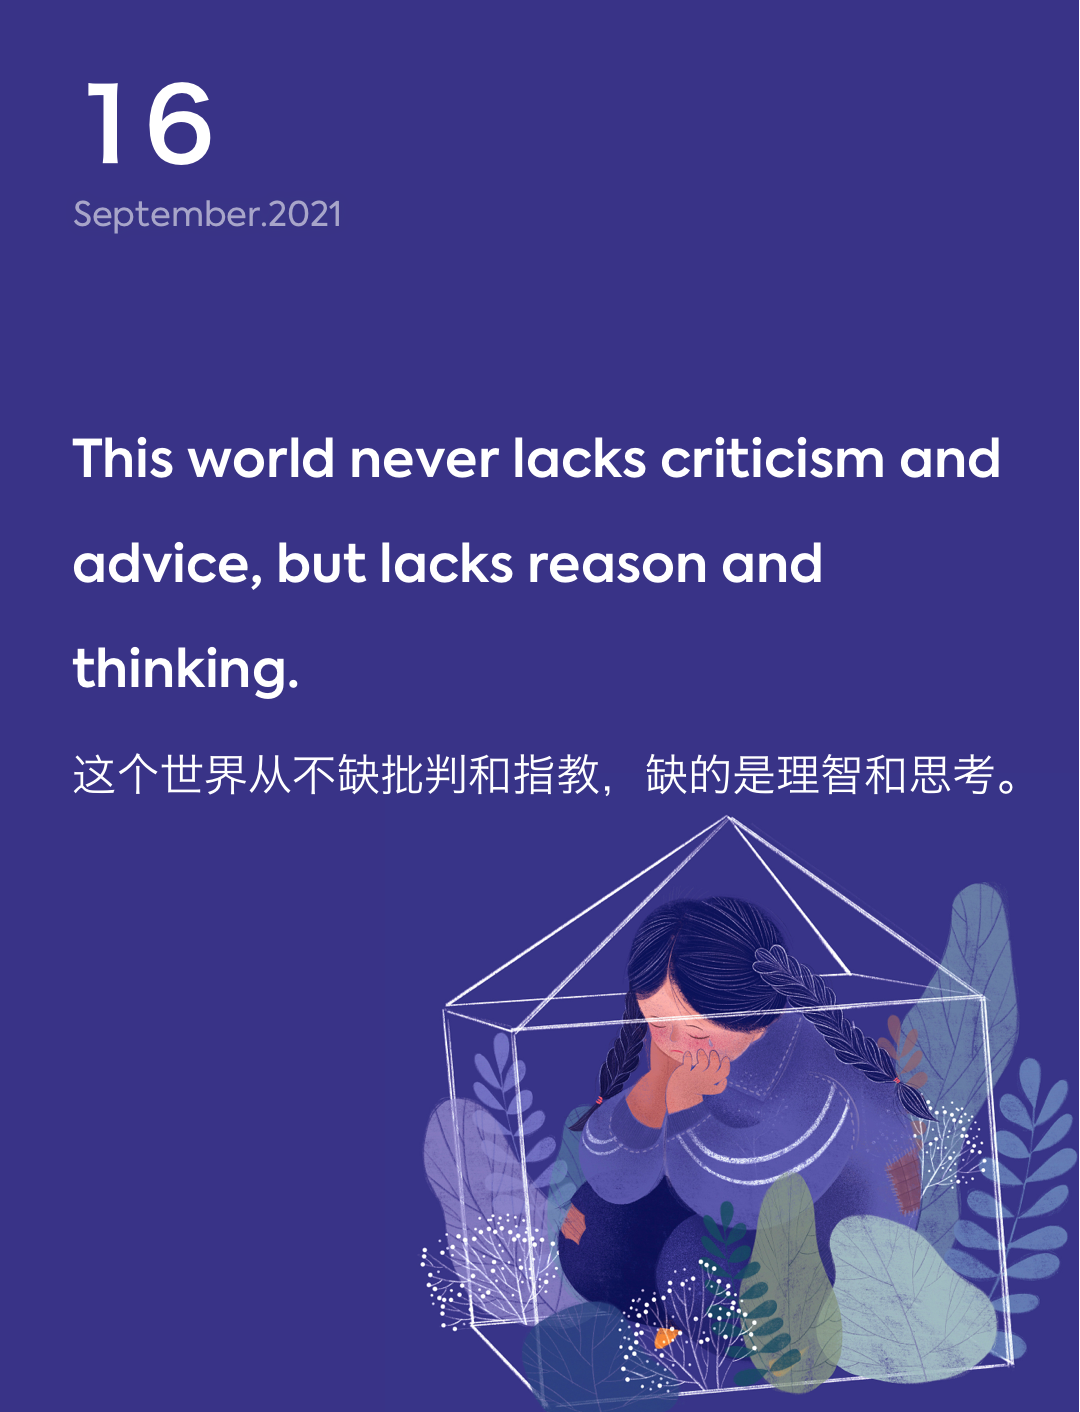 16
September.2021
This world never lacks criticism and
advice, but lacks reason and
thinking.
这个世界从不缺批判和指教，缺的是理智和思考。